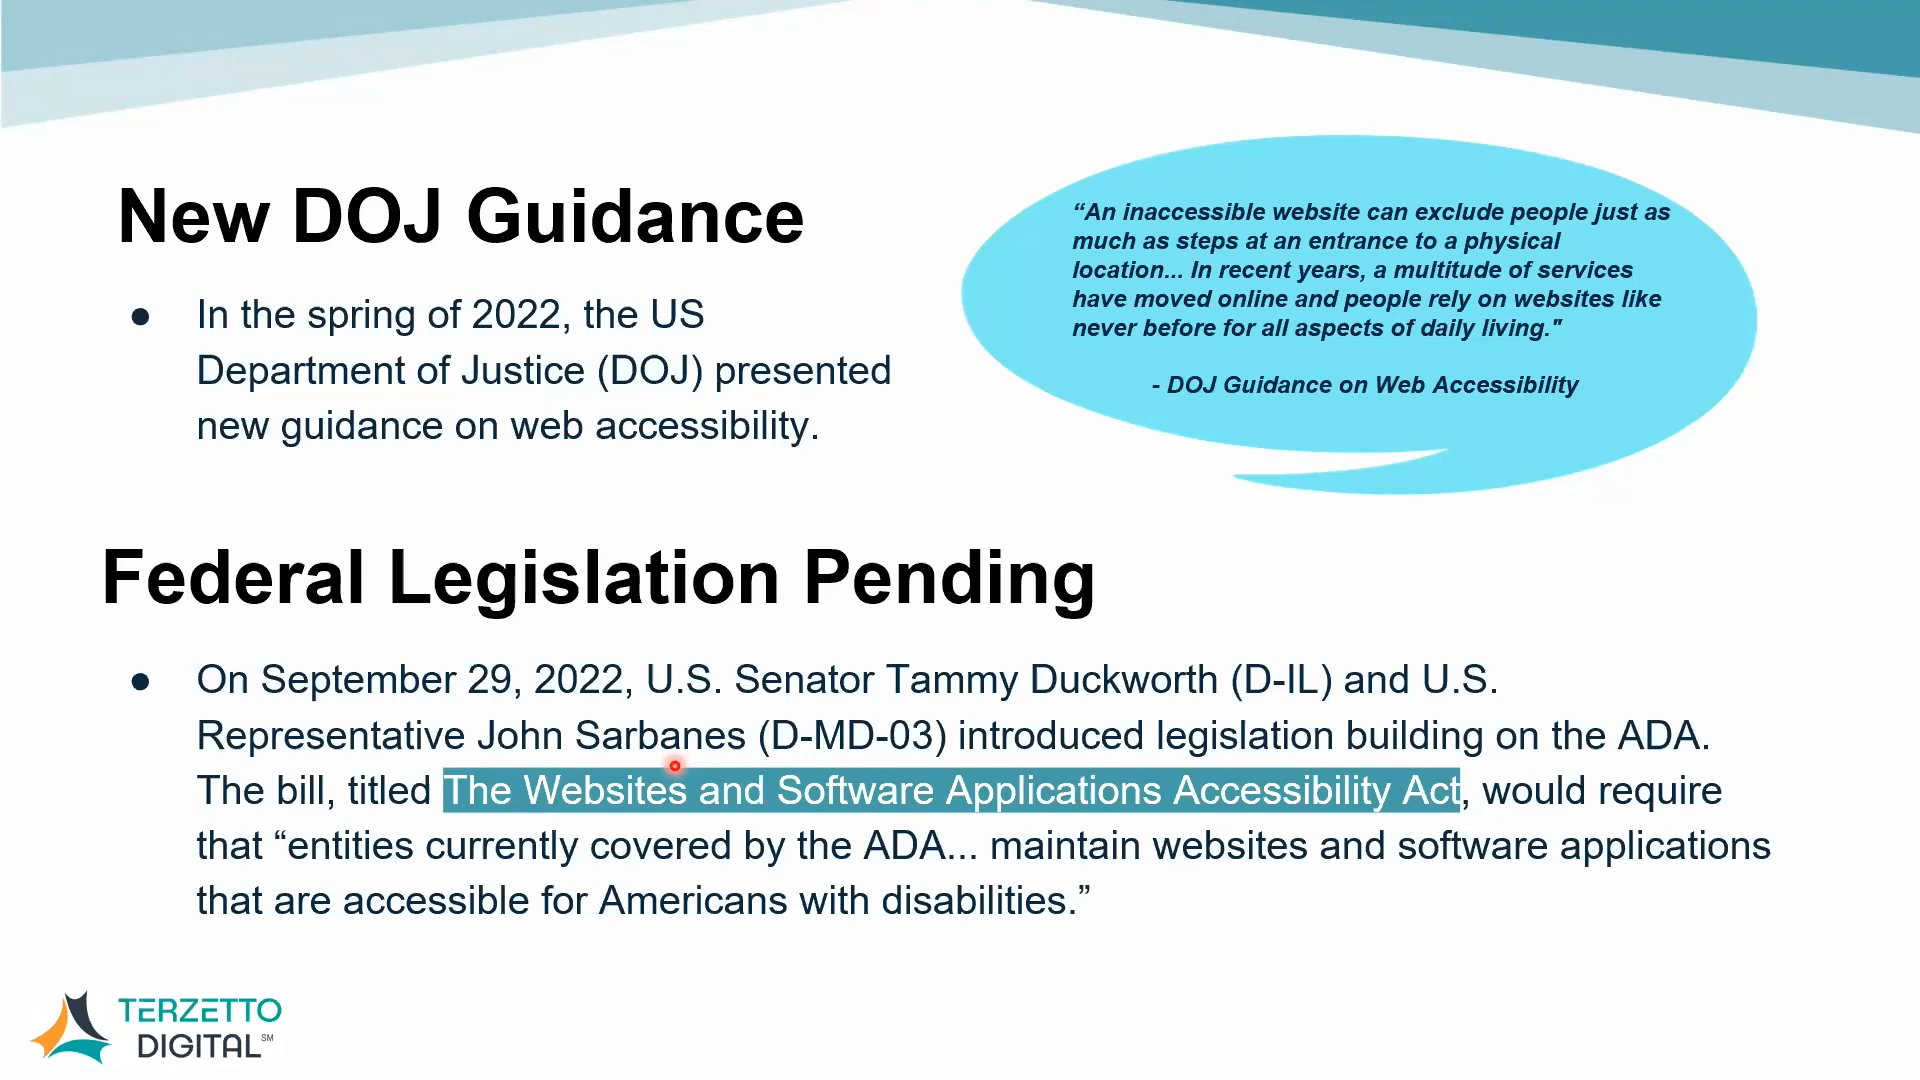 New DOJ Guidance
● In the spring of 2022, the US
Department of Justice (DOJ) presented
new guidance on web accessibility.
“An inaccessible website can exclude people just as
much as steps at an entrance to a physical
location... In recent years, a multitude of services
have moved online and people rely on websites like
never before for all aspects of daily living."
- DOJ Guidance on Web Accessibility
Federal Legislation Pending
● On September 29, 2022, U.S. Senator Tammy Duckworth (D-IL) and U.S.
Representative John Sarbanes (D-MD-03) introduced legislation building on the ADA.
The bill, titled The Websites and Software Applications Accessibility Act, would require
that “entities currently covered by the ADA... maintain websites and software applications
that are accessible for Americans with disabilities.”
TERZETTO
DIGITAL℠